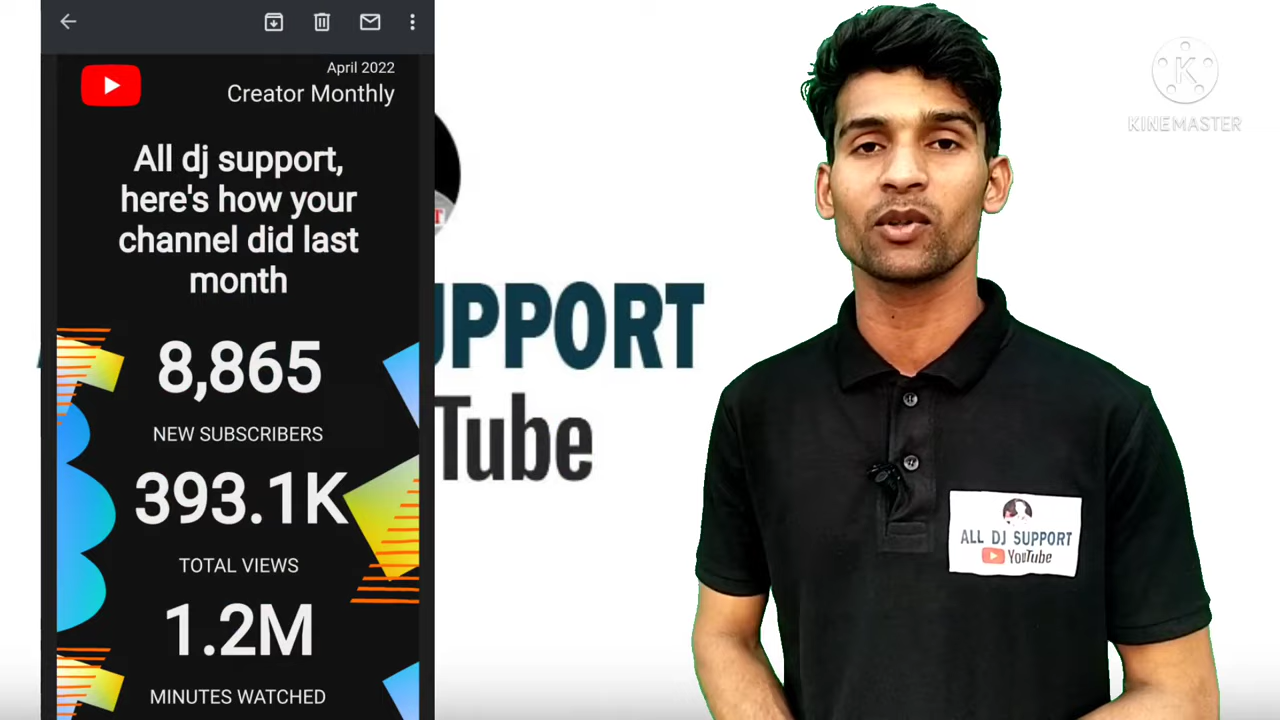 April 2022
Creator Monthly
All dj support,
here's how your
channel did last
month
8,865
NEW SUBSCRIBERS
393.1K
TOTAL VIEWS
1.2M
MINUTES WATCHED
UPPORT
Tube
KINEMASTER
ALL DJ SUPPORT
YouTube